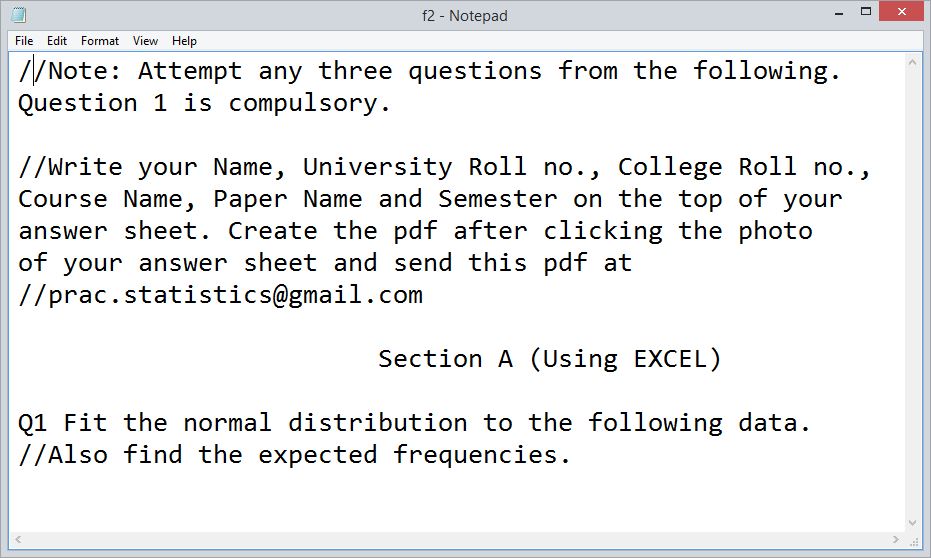 f2 - Notepad
File Edit Format View Help
//Note: Attempt any three questions from the following.
Question 1 is compulsory.
//Write your Name, University Roll no., College Roll no.,
Course Name, Paper Name and Semester on the top of your
answer sheet. Create the pdf after clicking the photo
of your answer sheet and send this pdf at
//prac.statistics@gmail.com
Section A (Using EXCEL)
Q1 Fit the normal distribution to the following data.
//Also find the expected frequencies.